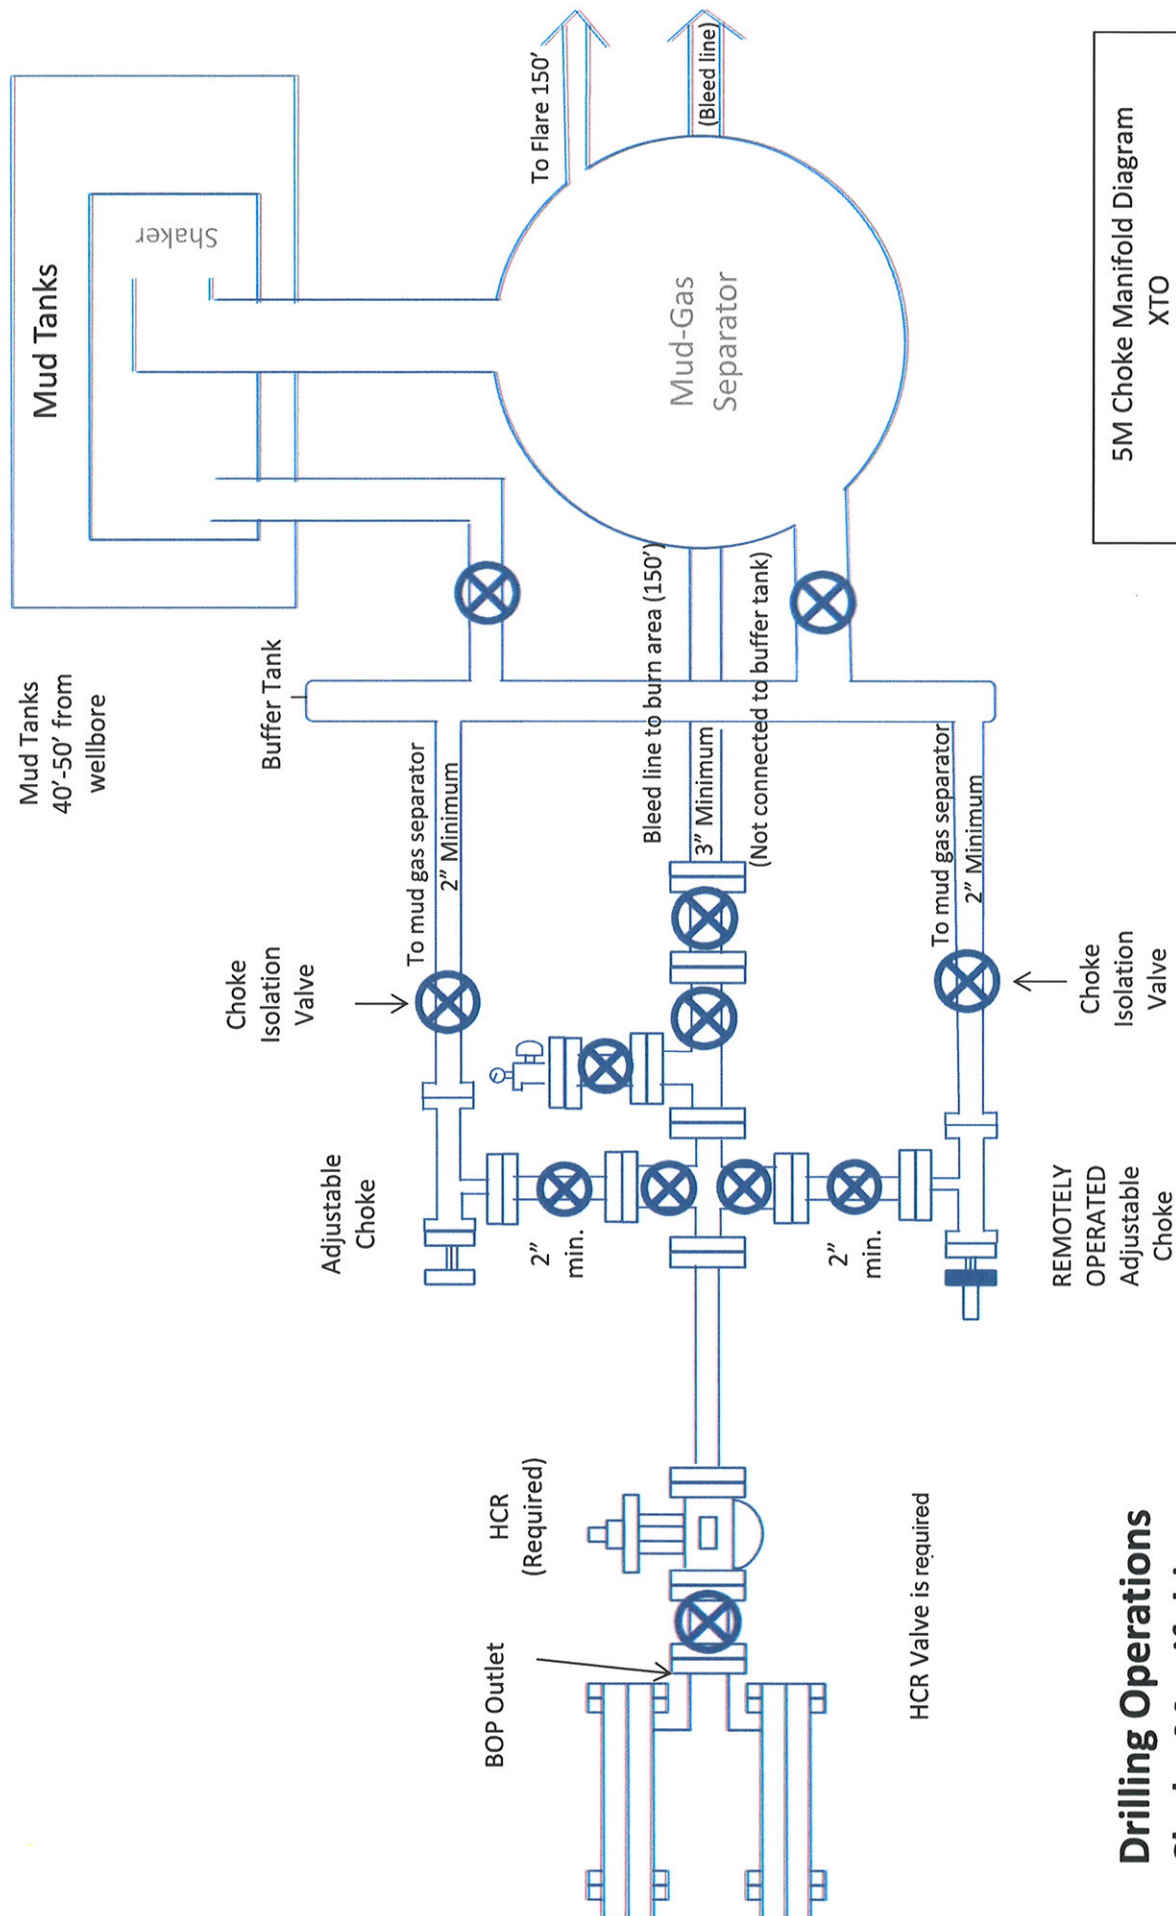 Mud Tanks
40'-50' from
wellbore
Mud Tanks
Shaker
Choke
Isolation
Valve
Buffer Tank
Adjustable
Choke
To mud gas separator
2" Minimum
BOP Outlet
HCR
(Required)
2"
min.
To Flare 150'
Bleed line to burn area (150')
3" Minimum
(Not connected to buffer tank)
Mud-Gas
Separator
(Bleed line)
2"
min.
HCR Valve is required
To mud gas separator
2" Minimum
REMOTELY
OPERATED
Adjustable
Choke
Choke
Isolation
Valve
Drilling Operations
5M Choke Manifold Diagram
XTO